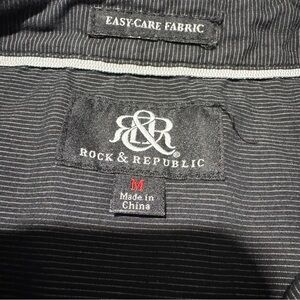 EASY-CARE FABRIC
R&R
ROCK & REPUBLIC®
M
Made in
China